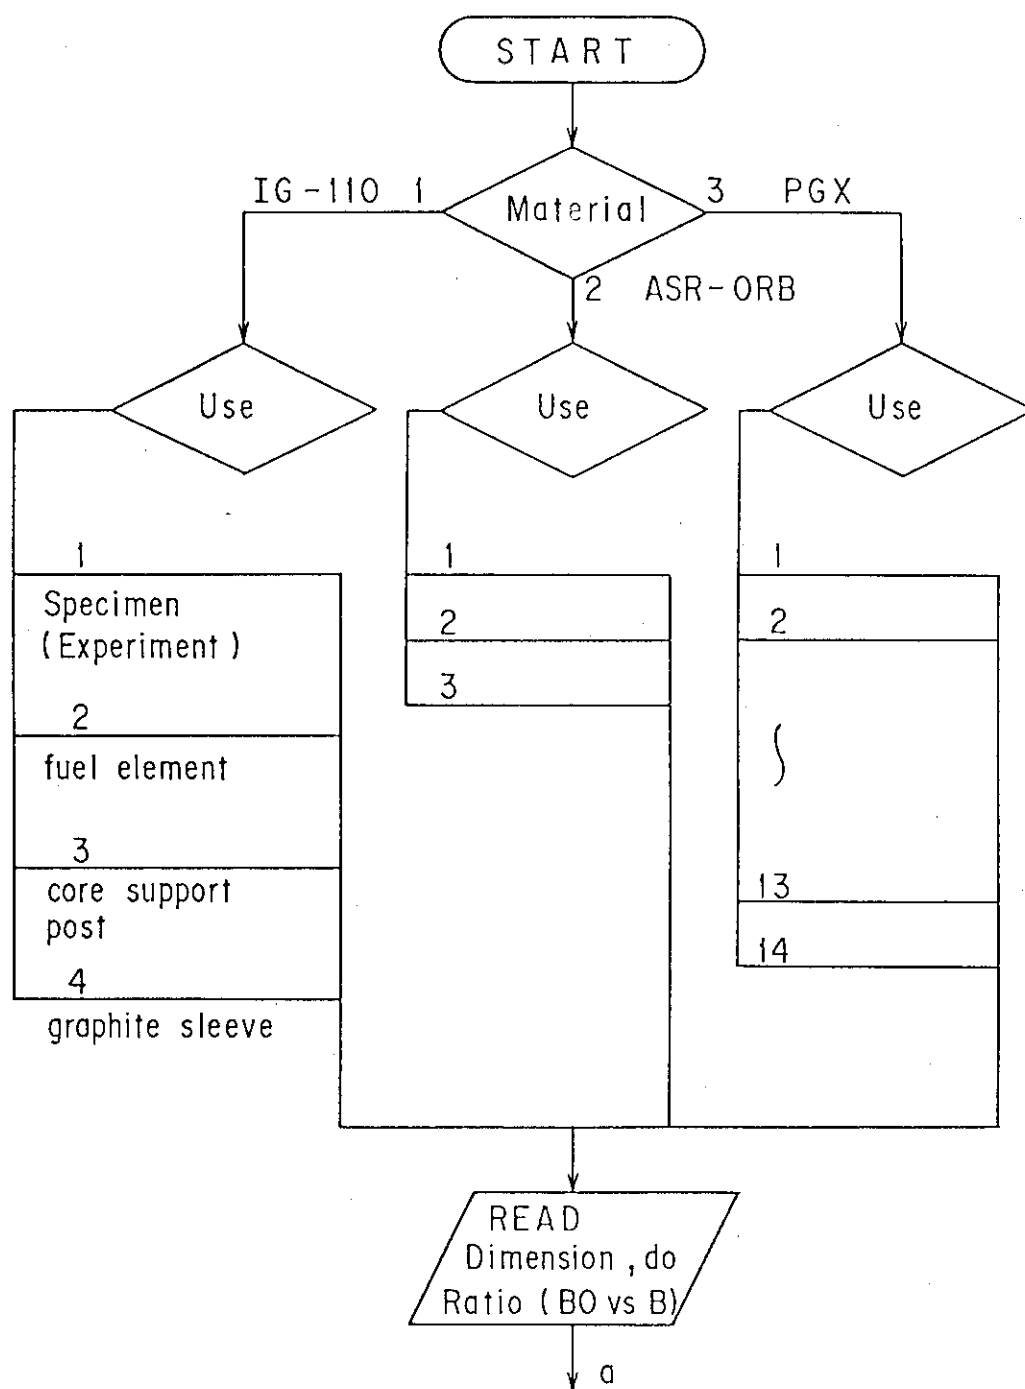 START
IG-110 1
Material
3 PGX
2 ASR-ORB
Use
Use
Use
1
Specimen
(Experiment)
2
fuel element
3
core support
post
4
graphite sleeve
1
2
3
1
2
13
14
READ
Dimension, do
Ratio (B0 vs B)
a